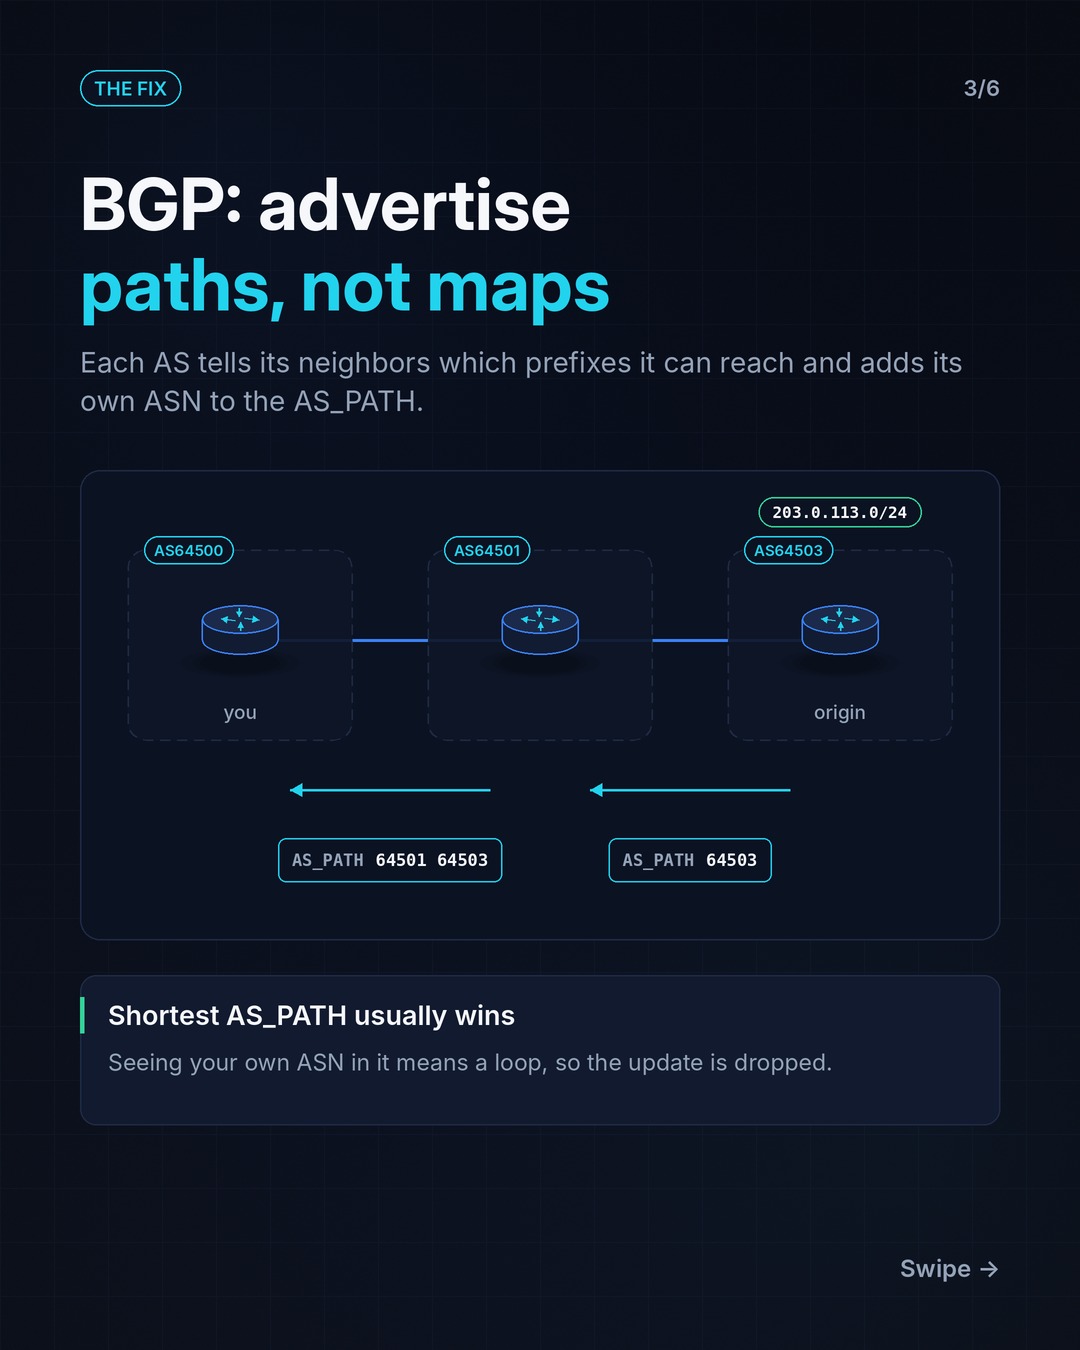 THE FIX
3/6
BGP: advertise
paths, not maps
Each AS tells its neighbors which prefixes it can reach and adds its
own ASN to the AS_PATH.
203.0.113.0/24
AS64500
AS64501
AS64503
you
origin
AS_PATH 64501 64503
AS_PATH 64503
Shortest AS_PATH usually wins
Seeing your own ASN in it means a loop, so the update is dropped.
Swipe →